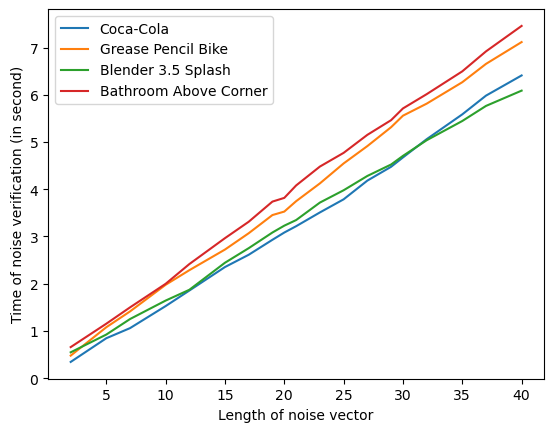 Coca-Cola
Grease Pencil Bike
Blender 3.5 Splash
Bathroom Above Corner
Time of noise verification (in second)
7
6
5
4
3
2
1
0
5 10 15 20 25 30 35 40
Length of noise vector